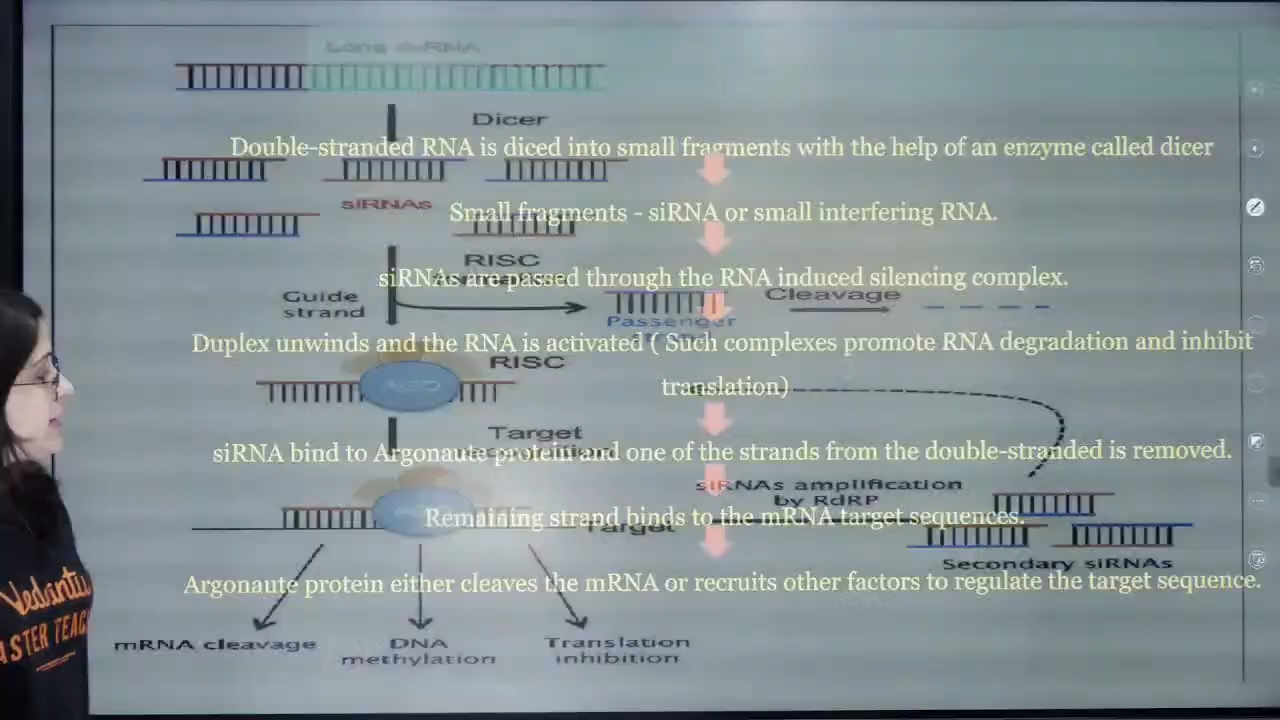 Long dsRNA
Dicer
Double-stranded RNA is diced into small fragments with the help of an enzyme called dicer
siRNAs
Small fragments - siRNA or small interfering RNA.
RISC
siRNAs are passed through the RNA induced silencing complex.
Guide
strand
Cleavage
Passenger
Duplex unwinds and the RNA is activated ( Such complexes promote RNA degradation and inhibit
translation)
RISC
AGO
Target
siRNA bind to Argonaute protein and one of the strands from the double-stranded is removed.
siRNAs amplification
by RdRP
Remaining strand binds to the mRNA target sequences.
Target
Secondary siRNAs
Argonaute protein either cleaves the mRNA or recruits other factors to regulate the target sequence.
mRNA cleavage
DNA
methylation
Translation
inhibition
Vedantu
ASTER TEAC